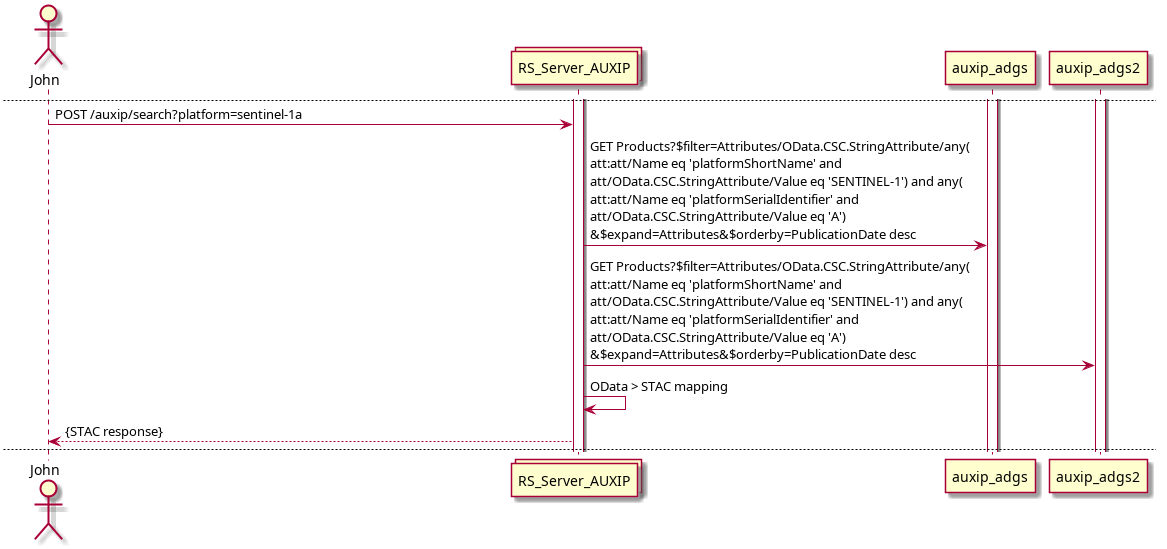 John
RS_Server_AUXIP
auxip_adgs
auxip_adgs2
POST /auxip/search?platform=sentinel-1a
GET Products?$filter=Attributes/OData.CSC.StringAttribute/any(
att:att/Name eq 'platformShortName' and
att/OData.CSC.StringAttribute/Value eq 'SENTINEL-1') and any(
att:att/Name eq 'platformSerialIdentifier' and
att/OData.CSC.StringAttribute/Value eq 'A')
&$expand=Attributes&$orderby=PublicationDate desc
GET Products?$filter=Attributes/OData.CSC.StringAttribute/any(
att:att/Name eq 'platformShortName' and
att/OData.CSC.StringAttribute/Value eq 'SENTINEL-1') and any(
att:att/Name eq 'platformSerialIdentifier' and
att/OData.CSC.StringAttribute/Value eq 'A')
&$expand=Attributes&$orderby=PublicationDate desc
OData > STAC mapping
{STAC response}
John
RS_Server_AUXIP
auxip_adgs
auxip_adgs2